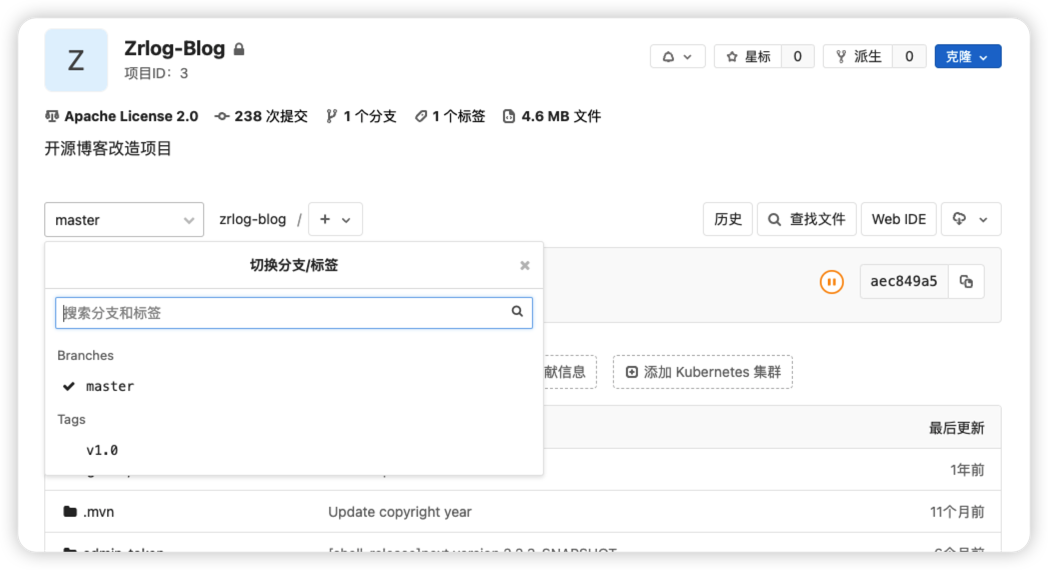 Z
Zrlog-Blog
项目ID: 3
星标 0
派生 0
克隆
Apache License 2.0 238 次提交 1 个分支 1 个标签 4.6 MB 文件
开源博客改造项目
master
zrlog-blog / +
历史 查找文件 Web IDE
切换分支/标签
搜索分支和标签
aec849a5
Branches
master
献信息 添加 Kubernetes 集群
Tags
最后更新
v1.0
1年前
.mvn Update copyright year 11个月前